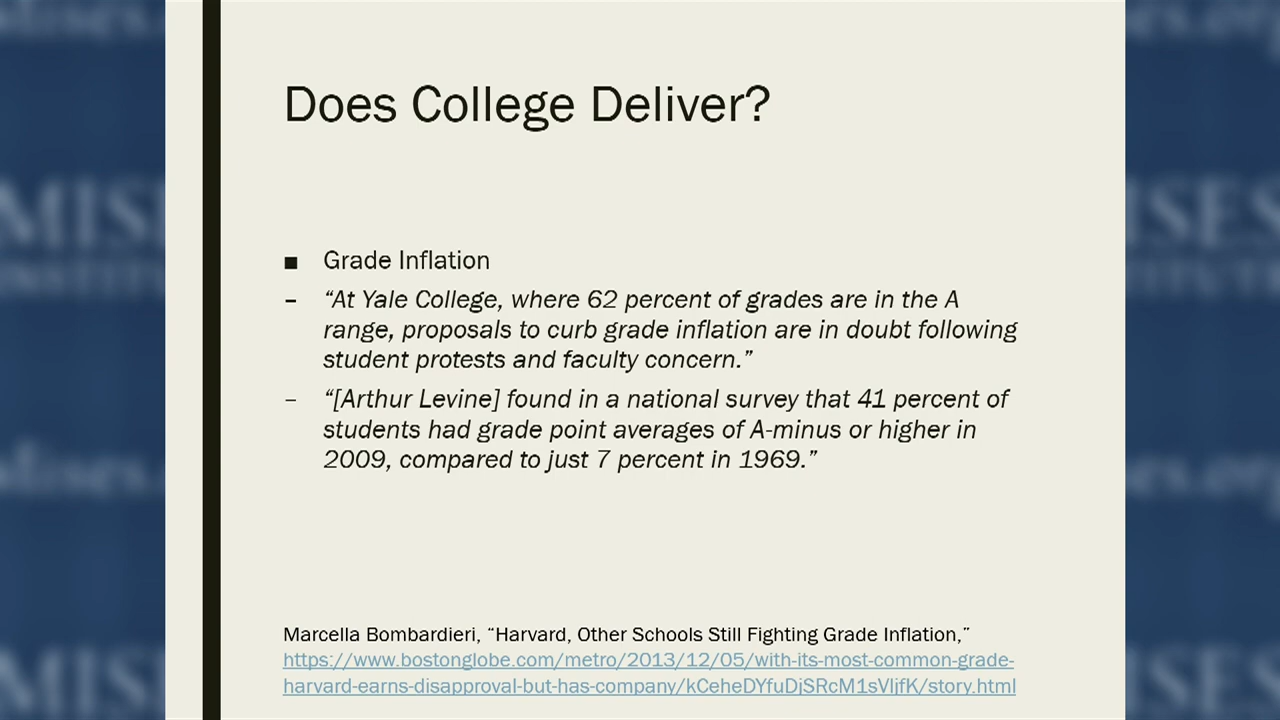 Does College Deliver?
■ Grade Inflation
– “At Yale College, where 62 percent of grades are in the A
range, proposals to curb grade inflation are in doubt following
student protests and faculty concern.”
– “[Arthur Levine] found in a national survey that 41 percent of
students had grade point averages of A-minus or higher in
2009, compared to just 7 percent in 1969.”
Marcella Bombardieri, “Harvard, Other Schools Still Fighting Grade Inflation,”
https://www.bostonglobe.com/metro/2013/12/05/with-its-most-common-grade-
harvard-earns-disapproval-but-has-company/kCeheDYfuDjSRcM1sVljfK/story.html